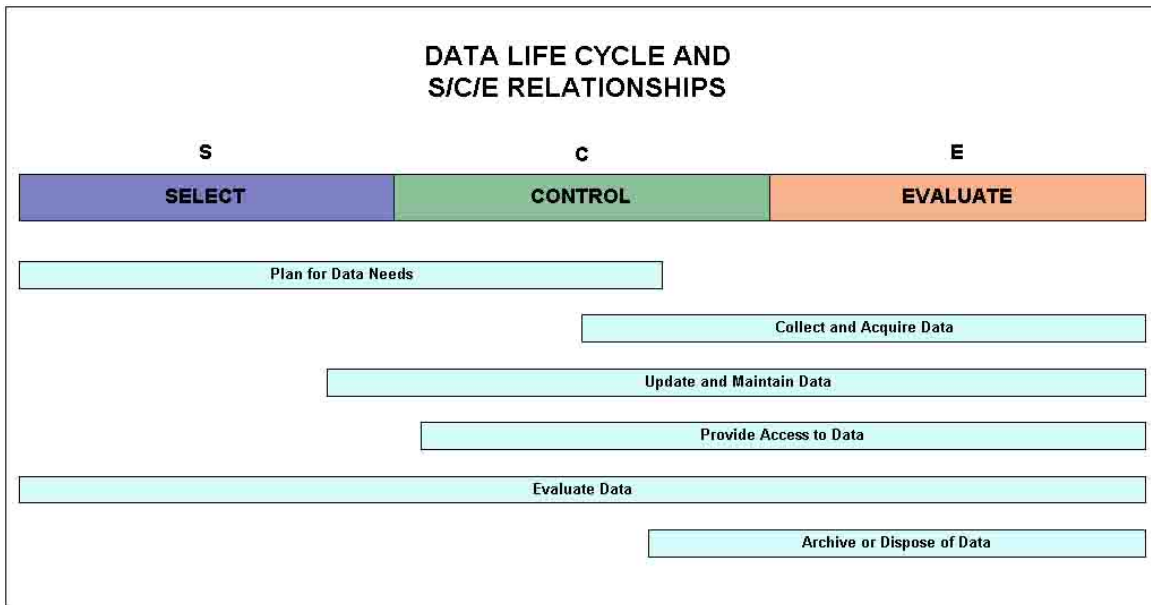 DATA LIFE CYCLE AND
S/C/E RELATIONSHIPS
S C E
SELECT CONTROL EVALUATE
Plan for Data Needs
Collect and Acquire Data
Update and Maintain Data
Provide Access to Data
Evaluate Data
Archive or Dispose of Data